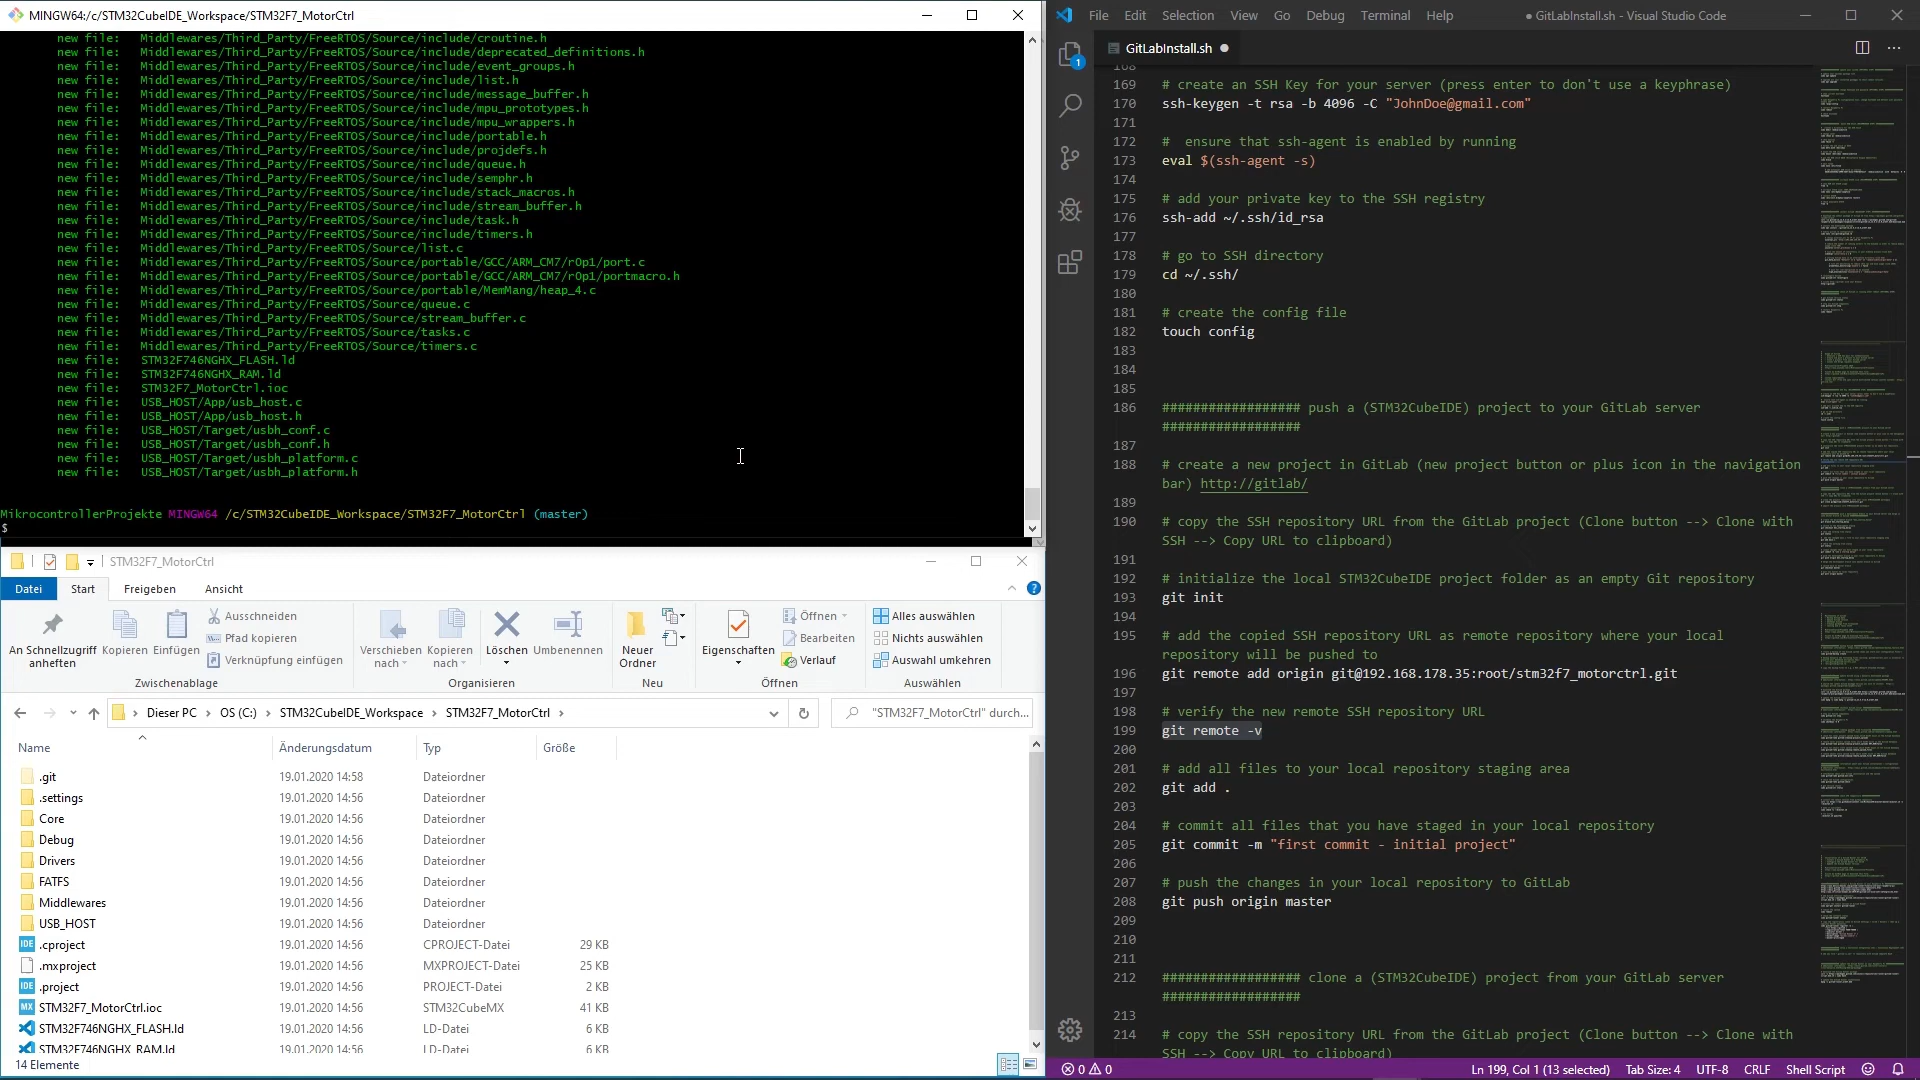 MINGW64:/c/STM32CubeIDE_Workspace/STM32F7_MotorCtrl
new file:   Middlewares/Third_Party/FreeRTOS/Source/include/croutine.h
new file:   Middlewares/Third_Party/FreeRTOS/Source/include/deprecated_definitions.h
new file:   Middlewares/Third_Party/FreeRTOS/Source/include/event_groups.h
new file:   Middlewares/Third_Party/FreeRTOS/Source/include/list.h
new file:   Middlewares/Third_Party/FreeRTOS/Source/include/message_buffer.h
new file:   Middlewares/Third_Party/FreeRTOS/Source/include/mpu_prototypes.h
new file:   Middlewares/Third_Party/FreeRTOS/Source/include/mpu_wrappers.h
new file:   Middlewares/Third_Party/FreeRTOS/Source/include/portable.h
new file:   Middlewares/Third_Party/FreeRTOS/Source/include/projdefs.h
new file:   Middlewares/Third_Party/FreeRTOS/Source/include/queue.h
new file:   Middlewares/Third_Party/FreeRTOS/Source/include/semphr.h
new file:   Middlewares/Third_Party/FreeRTOS/Source/include/stack_macros.h
new file:   Middlewares/Third_Party/FreeRTOS/Source/include/stream_buffer.h
new file:   Middlewares/Third_Party/FreeRTOS/Source/include/task.h
new file:   Middlewares/Third_Party/FreeRTOS/Source/include/timers.h
new file:   Middlewares/Third_Party/FreeRTOS/Source/list.c
new file:   Middlewares/Third_Party/FreeRTOS/Source/portable/GCC/ARM_CM7/r0p1/port.c
new file:   Middlewares/Third_Party/FreeRTOS/Source/portable/GCC/ARM_CM7/r0p1/portmacro.h
new file:   Middlewares/Third_Party/FreeRTOS/Source/portable/MemMang/heap_4.c
new file:   Middlewares/Third_Party/FreeRTOS/Source/queue.c
new file:   Middlewares/Third_Party/FreeRTOS/Source/stream_buffer.c
new file:   Middlewares/Third_Party/FreeRTOS/Source/tasks.c
new file:   Middlewares/Third_Party/FreeRTOS/Source/timers.c
new file:   STM32F746NGHX_FLASH.ld
new file:   STM32F746NGHX_RAM.ld
new file:   STM32F7_MotorCtrl.ioc
new file:   USB_HOST/App/usb_host.c
new file:   USB_HOST/App/usb_host.h
new file:   USB_HOST/Target/usbh_conf.c
new file:   USB_HOST/Target/usbh_conf.h
new file:   USB_HOST/Target/usbh_platform.c
new file:   USB_HOST/Target/usbh_platform.h
MikrocontrollerProjekte MINGW64 /c/STM32CubeIDE_Workspace/STM32F7_MotorCtrl (master)
$
STM32F7_MotorCtrl
Datei Start Freigeben Ansicht
An Schnellzugriff anheften
Kopieren
Einfügen
Ausschneiden
Pfad kopieren
Verknüpfung einfügen
Zwischenablage
Verschieben nach
Kopieren nach
Löschen
Umbenennen
Organisieren
Neuer Ordner
Neu
Eigenschaften
Öffnen
Bearbeiten
Verlauf
Öffnen
Alles auswählen
Nichts auswählen
Auswahl umkehren
Auswählen
Dieser PC > OS (C:) > STM32CubeIDE_Workspace > STM32F7_MotorCtrl >
"STM32F7_MotorCtrl" durch...
Name Änderungsdatum Typ Größe
.git 19.01.2020 14:58 Dateiordner
.settings 19.01.2020 14:56 Dateiordner
Core 19.01.2020 14:56 Dateiordner
Debug 19.01.2020 14:56 Dateiordner
Drivers 19.01.2020 14:56 Dateiordner
FATFS 19.01.2020 14:56 Dateiordner
Middlewares 19.01.2020 14:56 Dateiordner
USB_HOST 19.01.2020 14:56 Dateiordner
.cproject 19.01.2020 14:56 CPROJECT-Datei 29 KB
.mxproject 19.01.2020 14:56 MXPROJECT-Datei 25 KB
.project 19.01.2020 14:56 PROJECT-Datei 2 KB
STM32F7_MotorCtrl.ioc 19.01.2020 14:56 STM32CubeMX 41 KB
STM32F746NGHX_FLASH.ld 19.01.2020 14:56 LD-Datei 6 KB
STM32F746NGHX_RAM.ld 19.01.2020 14:56 LD-Datei 6 KB
14 Elemente
File Edit Selection View Go Debug Terminal Help
● GitLabInstall.sh - Visual Studio Code
GitLabInstall.sh
1
168
169 # create an SSH Key for your server (press enter to don't use a keyphrase)
170 ssh-keygen -t rsa -b 4096 -C "JohnDoe@gmail.com"
171
172 #  ensure that ssh-agent is enabled by running
173 eval $(ssh-agent -s)
174
175 # add your private key to the SSH registry
176 ssh-add ~/.ssh/id_rsa
177
178 # go to SSH directory
179 cd ~/.ssh/
180
181 # create the config file
182 touch config
183
184
185
186 ################## push a (STM32CubeIDE) project to your GitLab server
##################
187
188 # create a new project in GitLab (new project button or plus icon in the navigation
bar) http://gitlab/
189
190 # copy the SSH repository URL from the GitLab project (Clone button --> Clone with
SSH --> Copy URL to clipboard)
191
192 # initialize the local STM32CubeIDE project folder as an empty Git repository
193 git init
194
195 # add the copied SSH repository URL as remote repository where your local
repository will be pushed to
196 git remote add origin git@192.168.178.35:root/stm32f7_motorctrl.git
197
198 # verify the new remote SSH repository URL
199 git remote -v
200
201 # add all files to your local repository staging area
202 git add .
203
204 # commit all files that you have staged in your local repository
205 git commit -m "first commit - initial project"
206
207 # push the changes in your local repository to GitLab
208 git push origin master
209
210
211
212 ################## clone a (STM32CubeIDE) project from your GitLab server
##################
213
214 # copy the SSH repository URL from the GitLab project (Clone button --> Clone with
SSH --> Copy URL to clipboard)
0 0 Ln 199, Col 1 (13 selected) Tab Size: 4 UTF-8 CRLF Shell Script